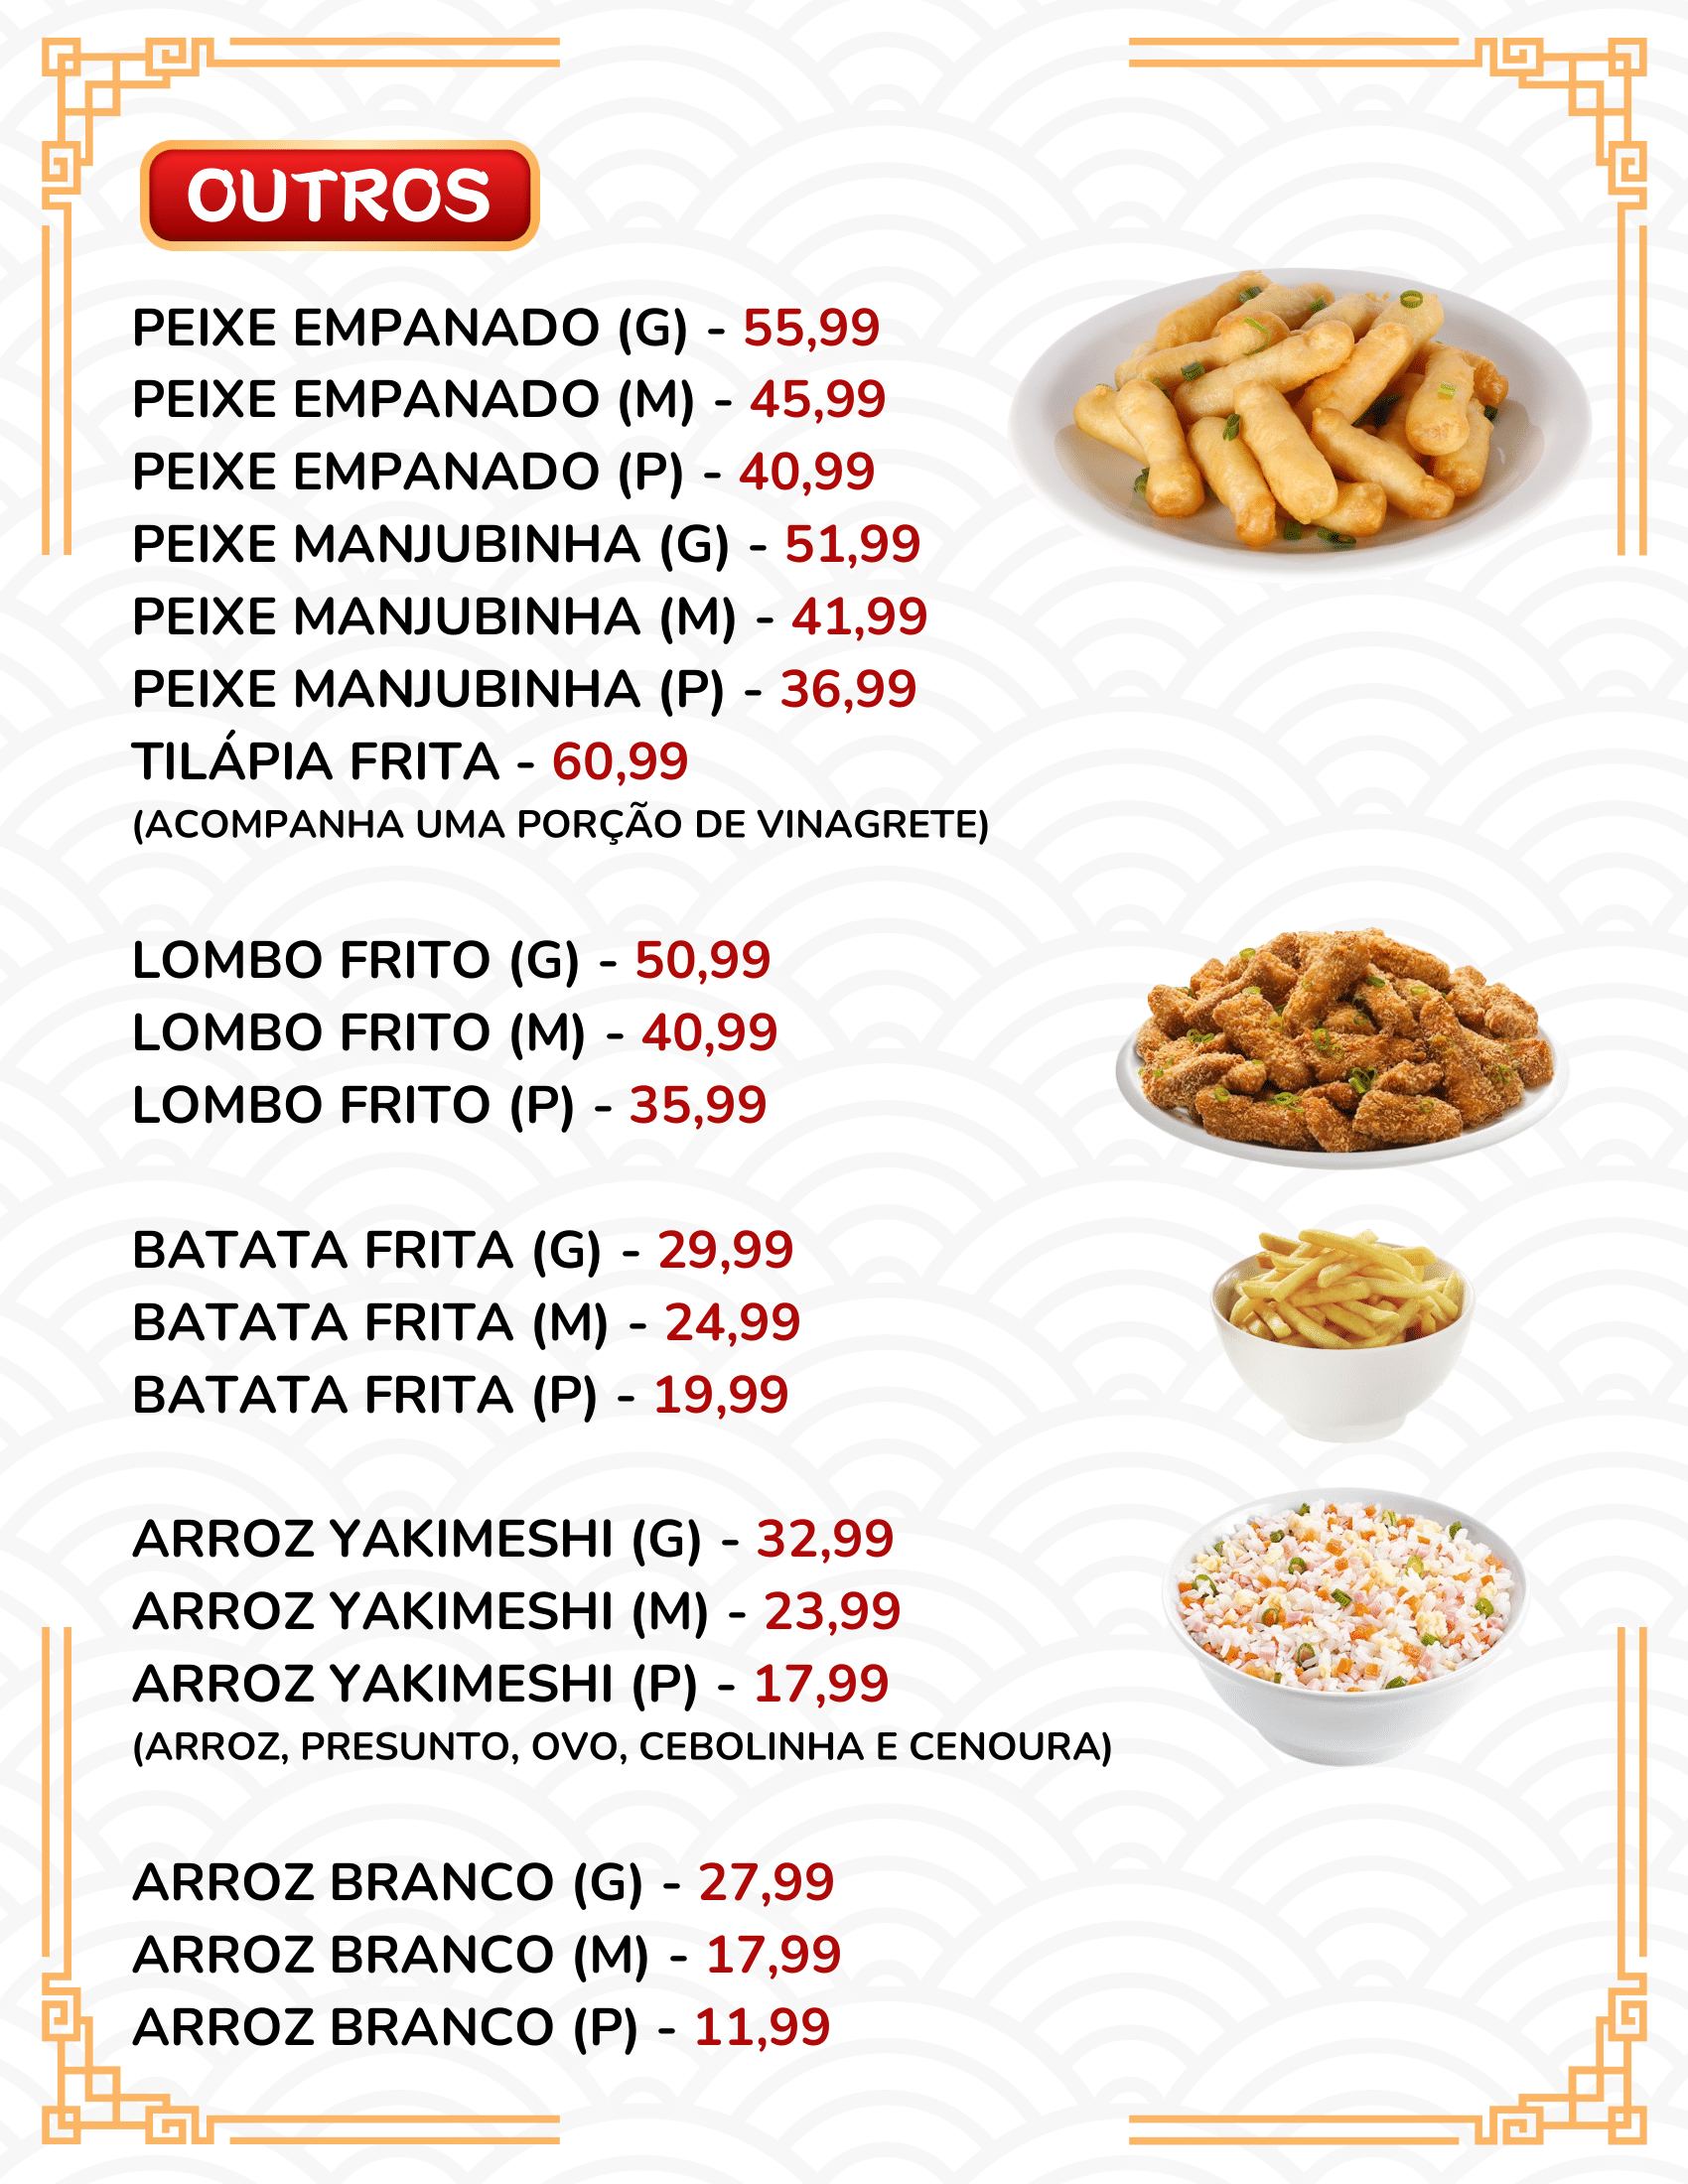 OUTROS
PEIXE EMPANADO (G) - 55,99
PEIXE EMPANADO (M) - 45,99
PEIXE EMPANADO (P) - 40,99
PEIXE MANJUBINHA (G) - 51,99
PEIXE MANJUBINHA (M) - 41,99
PEIXE MANJUBINHA (P) - 36,99
TILÁPIA FRITA - 60,99
(ACOMPANHA UMA PORÇÃO DE VINAGRETE)
LOMBO FRITO (G) - 50,99
LOMBO FRITO (M) - 40,99
LOMBO FRITO (P) - 35,99
BATATA FRITA (G) - 29,99
BATATA FRITA (M) - 24,99
BATATA FRITA (P) - 19,99
ARROZ YAKIMESHI (G) - 32,99
ARROZ YAKIMESHI (M) - 23,99
ARROZ YAKIMESHI (P) - 17,99
(ARROZ, PRESUNTO, OVO, CEBOLINHA E CENOURA)
ARROZ BRANCO (G) - 27,99
ARROZ BRANCO (M) - 17,99
ARROZ BRANCO (P) - 11,99